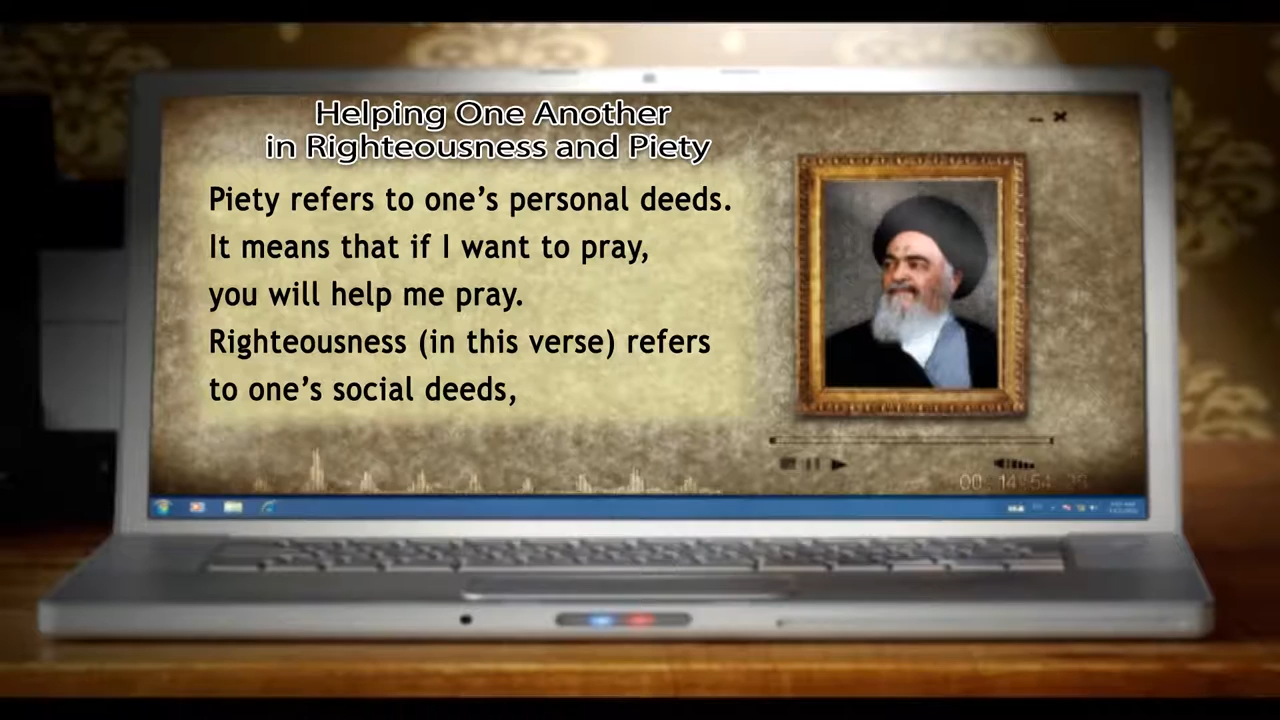 Helping One Another
in Righteousness and Piety
Piety refers to one's personal deeds.
It means that if I want to pray,
you will help me pray.
Righteousness (in this verse) refers
to one's social deeds,